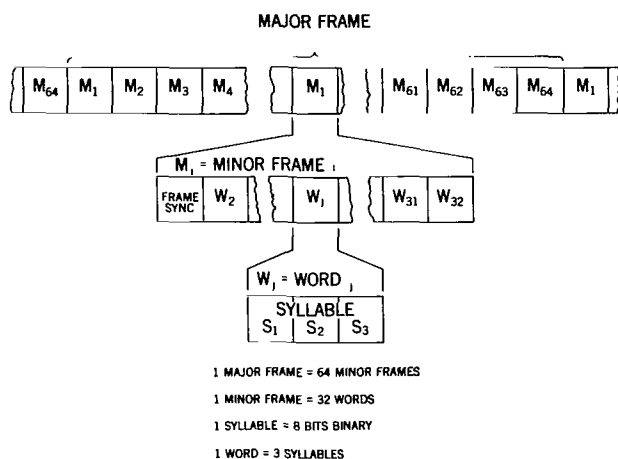 MAJOR FRAME
M64 M1 M2 M3 M4 M1 M61 M62 M63 M64 M1
M, = MINOR FRAME ,
FRAME SYNC W2 Wj W31 W32
Wj = WORD j
SYLLABLE
S1 S2 S3
1 MAJOR FRAME = 64 MINOR FRAMES
1 MINOR FRAME = 32 WORDS
1 SYLLABLE = 8 BITS BINARY
1 WORD = 3 SYLLABLES